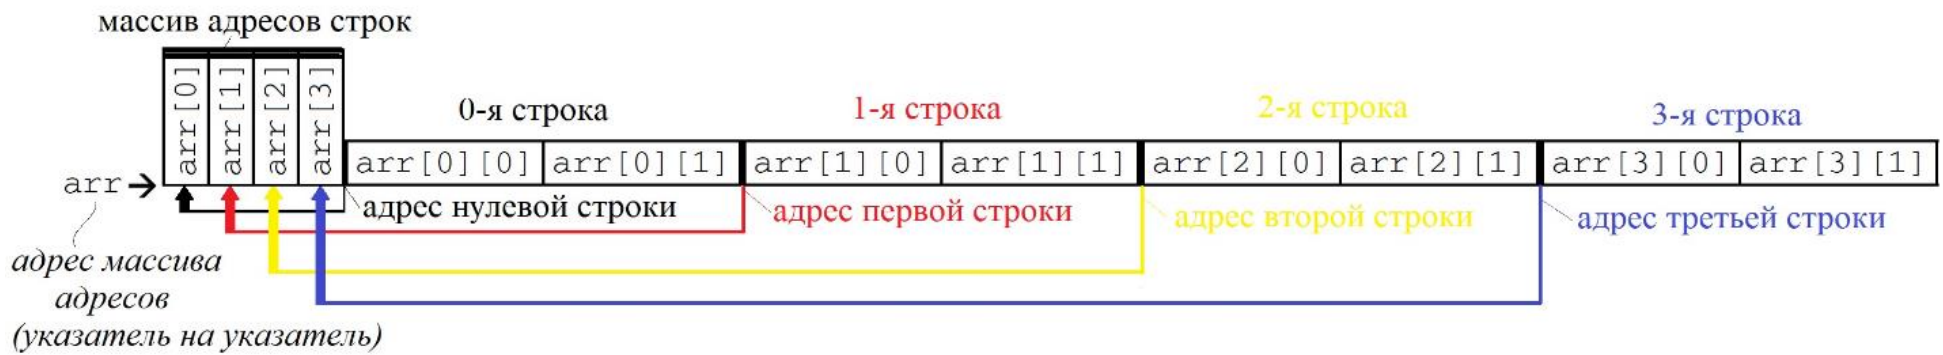 массив адресов строк
arr[0]
arr[1]
arr[2]
arr[3]
0-я строка
1-я строка
2-я строка
3-я строка
arr[0][0] arr[0][1] arr[1][0] arr[1][1] arr[2][0] arr[2][1] arr[3][0] arr[3][1]
arr
адрес нулевой строки
адрес первой строки
адрес второй строки
адрес третьей строки
адрес массива
адресов
(указатель на указатель)